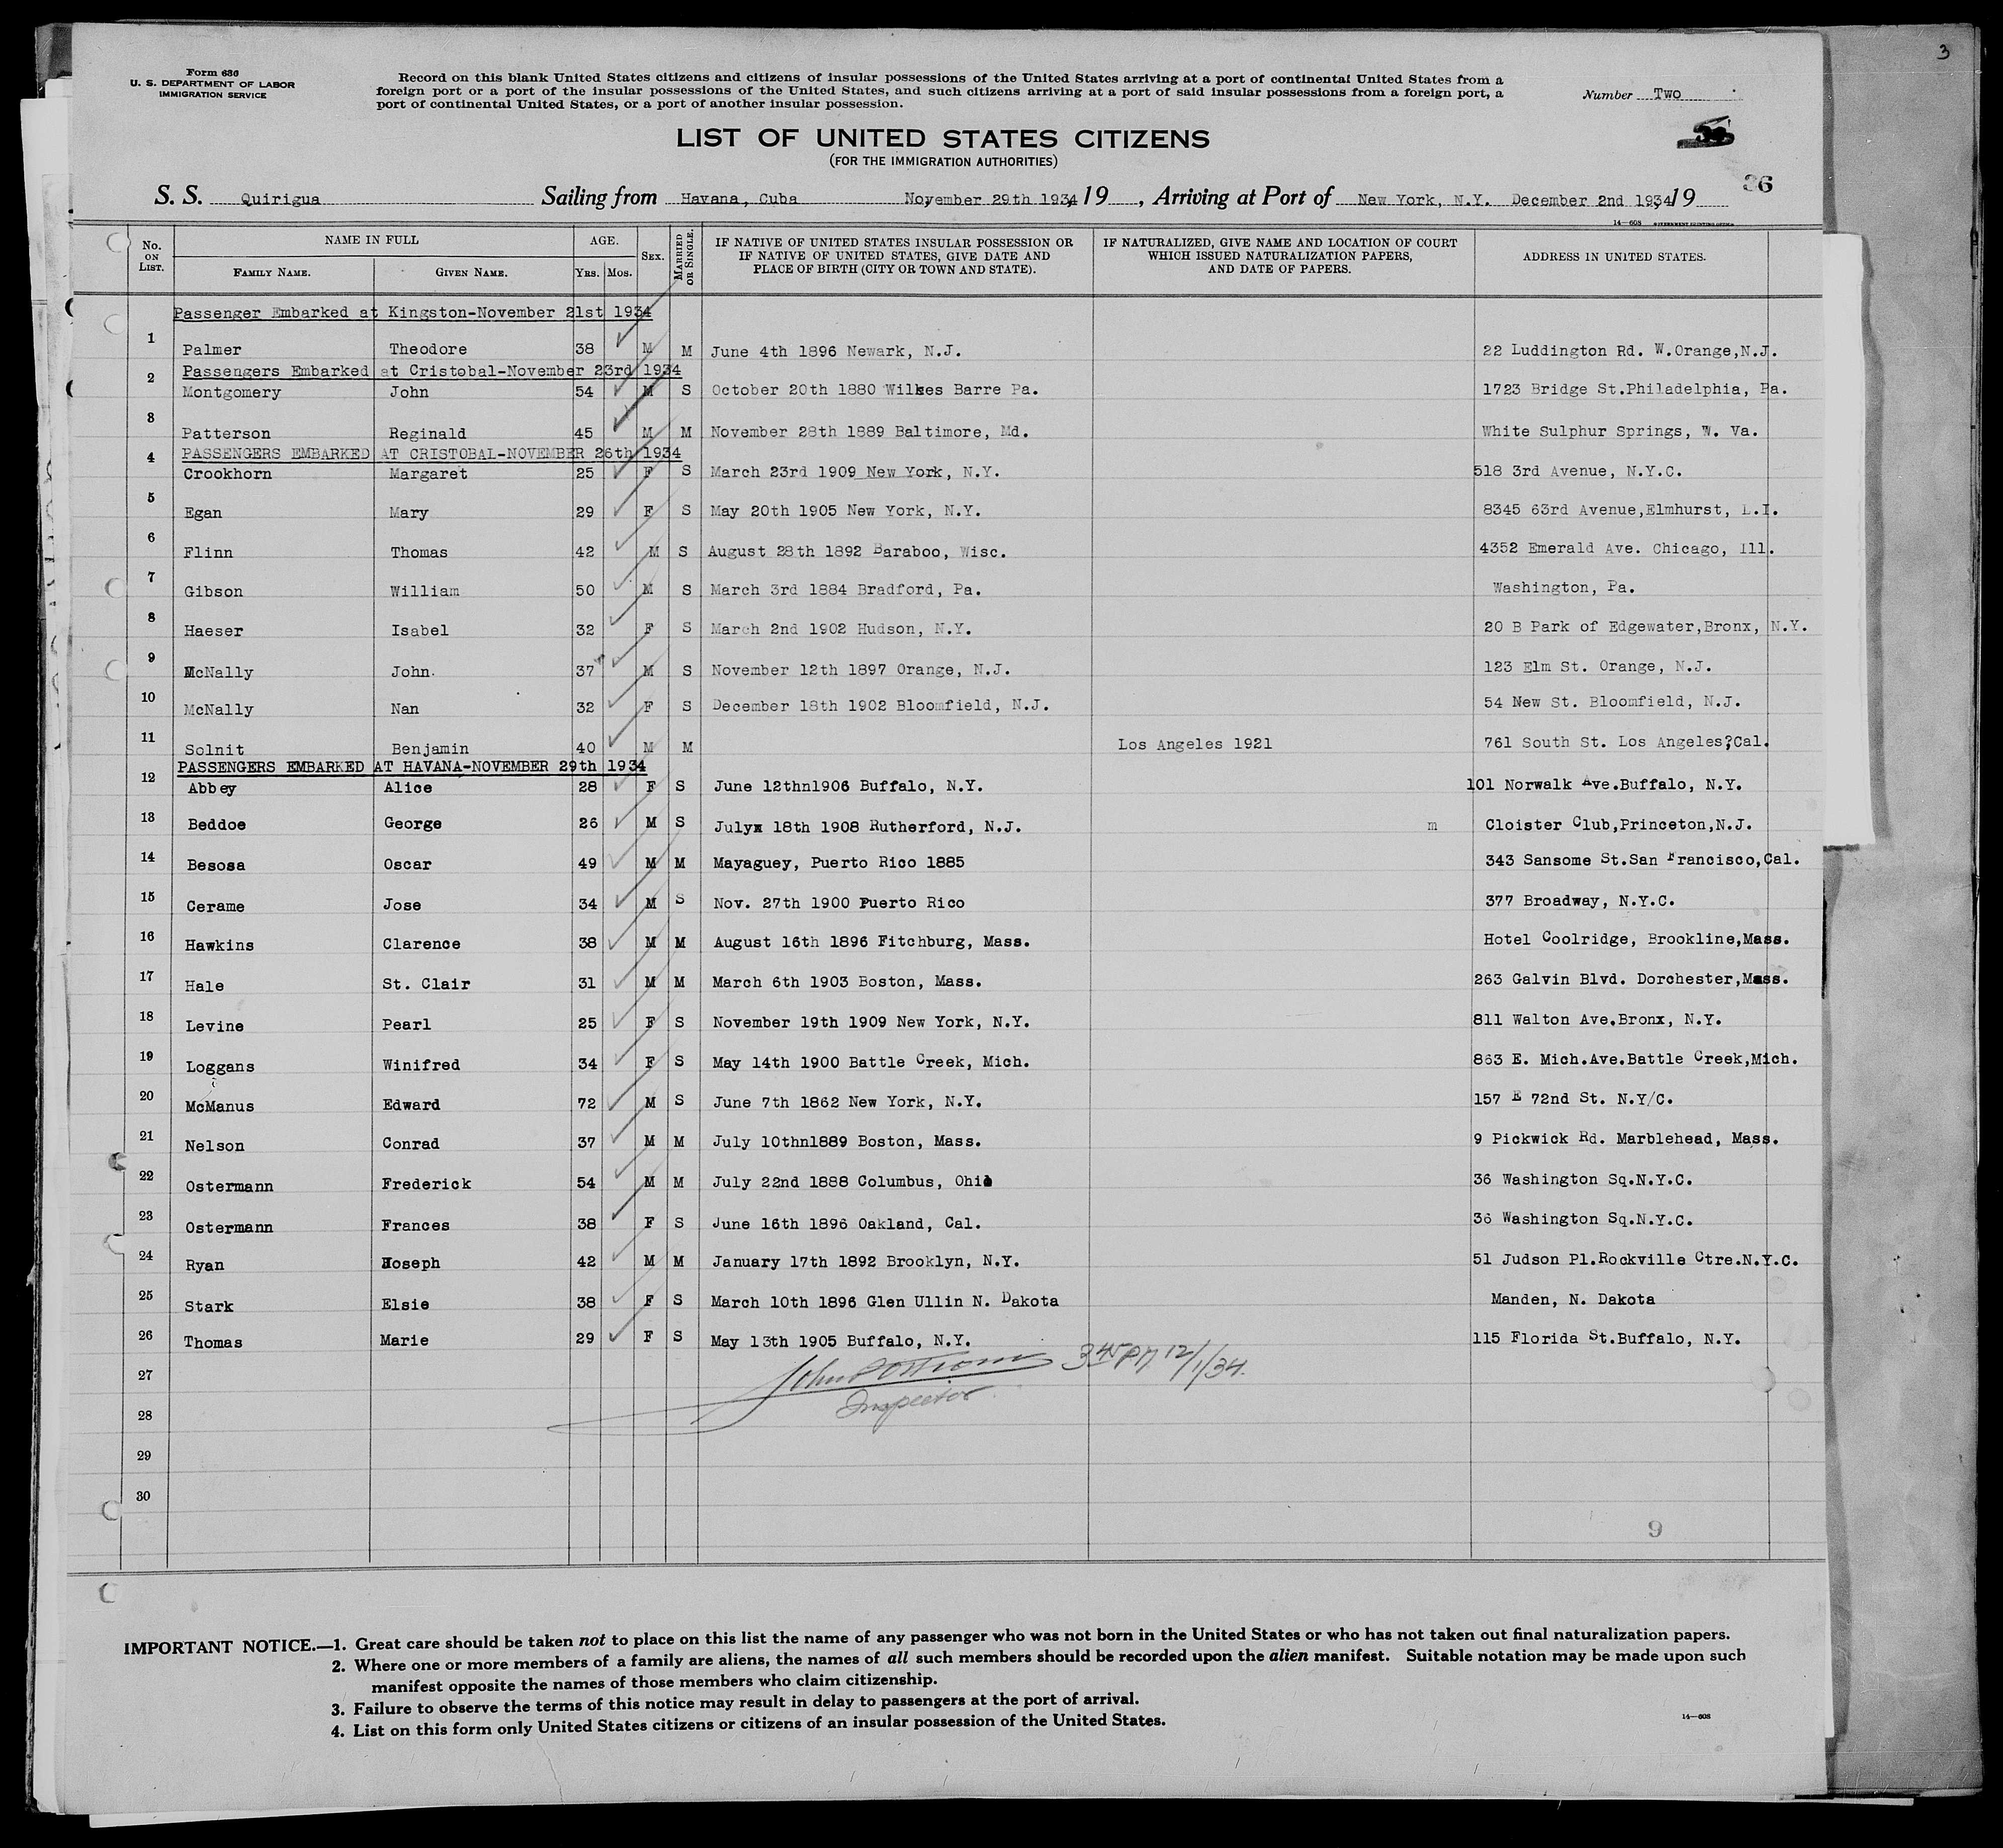 3
Form 630
U. S. DEPARTMENT OF LABOR
IMMIGRATION SERVICE
Record on this blank United States citizens and citizens of insular possessions of the United States arriving at a port of continental United States from a
foreign port or a port of the insular possessions of the United States, and such citizens arriving at a port of said insular possessions from a foreign port, a
port of continental United States, or a port of another insular possession.
Number Two
LIST OF UNITED STATES CITIZENS
(FOR THE IMMIGRATION AUTHORITIES)
36
S. S. Quirigua Sailing from Havana, Cuba November 29th 1934, 19 , Arriving at Port of New York, N.Y. December 2nd 1934, 19
14—608 GOVERNMENT PRINTING OFFICE
No. ON LIST. NAME IN FULL FAMILY NAME. GIVEN NAME. AGE. YRS. MOS. SEX. MARRIED OR SINGLE. IF NATIVE OF UNITED STATES INSULAR POSSESSION OR IF NATIVE OF UNITED STATES, GIVE DATE AND PLACE OF BIRTH (CITY OR TOWN AND STATE). IF NATURALIZED, GIVE NAME AND LOCATION OF COURT WHICH ISSUED NATURALIZATION PAPERS, AND DATE OF PAPERS. ADDRESS IN UNITED STATES.
Passenger Embarked at Kingston-November 21st 1934
1 Palmer Theodore 38 M M June 4th 1896 Newark, N.J. 22 Luddington Rd. W.Orange,N.J.
Passengers Embarked at Cristobal-November 23rd 1934
2 Montgomery John 54 M S October 20th 1880 Wilkes Barre Pa. 1723 Bridge St.Philadelphia, Pa.
3 Patterson Reginald 45 M M November 28th 1889 Baltimore, Md. White Sulphur Springs, W. Va.
PASSENGERS EMBARKED AT CRISTOBAL-NOVEMBER 26th 1934
4 Crookhorn Margaret 25 F S March 23rd 1909 New York, N.Y. 518 3rd Avenue, N.Y.C.
5 Egan Mary 29 F S May 20th 1905 New York, N.Y. 8345 63rd Avenue,Elmhurst, L.I.
6 Flinn Thomas 42 M S August 28th 1892 Baraboo, Wisc. 4352 Emerald Ave. Chicago, Ill.
7 Gibson William 50 M S March 3rd 1884 Bradford, Pa. Washington, Pa.
8 Haeser Isabel 32 F S March 2nd 1902 Hudson, N.Y. 20 B Park of Edgewater,Bronx, N.Y.
9 McNally John. 37 M S November 12th 1897 Orange, N.J. 123 Elm St. Orange, N.J.
10 McNally Nan 32 F S December 18th 1902 Bloomfield, N.J. 54 New St. Bloomfield, N.J.
11 Solnit Benjamin 40 M M Los Angeles 1921 761 South St. Los Angeles?Cal.
PASSENGERS EMBARKED AT HAVANA-NOVEMBER 29th 1934
12 Abbey Alice 28 F S June 12thn1906 Buffalo, N.Y. 101 Norwalk Ave.Buffalo, N.Y.
13 Beddoe George 26 M S Julyx 18th 1908 Rutherford, N.J. m Cloister Club,Princeton,N.J.
14 Besosa Oscar 49 M M Mayaguey, Puerto Rico 1885 343 Sansome St.San Francisco,Cal.
15 Cerame Jose 34 M S Nov. 27th 1900 Puerto Rico 377 Broadway, N.Y.C.
16 Hawkins Clarence 38 M M August 16th 1896 Fitchburg, Mass. Hotel Coolridge, Brookline,Mass.
17 Hale St. Clair 31 M M March 6th 1903 Boston, Mass. 263 Galvin Blvd. Dorchester,Mass.
18 Levine Pearl 25 F S November 19th 1909 New York, N.Y. 811 Walton Ave.Bronx, N.Y.
19 Loggans Winifred 34 F S May 14th 1900 Battle Creek, Mich. 863 E. Mich.Ave.Battle Creek,Mich.
20 McManus Edward 72 M S June 7th 1862 New York, N.Y. 157 E 72nd St. N.Y/C.
21 Nelson Conrad 37 M M July 10thn1889 Boston, Mass. 9 Pickwick Rd. Marblehead, Mass.
22 Ostermann Frederick 54 M M July 22nd 1888 Columbus, Ohio 36 Washington Sq.N.Y.C.
23 Ostermann Frances 38 F S June 16th 1896 Oakland, Cal. 36 Washington Sq.N.Y.C.
24 Ryan Joseph 42 M M January 17th 1892 Brooklyn, N.Y. 51 Judson Pl.Rockville Ctre.N.Y.C.
25 Stark Elsie 38 F S March 10th 1896 Glen Ullin N. Dakota Manden, N. Dakota
26 Thomas Marie 29 F S May 13th 1905 Buffalo, N.Y. 115 Florida St.Buffalo, N.Y.
27 John 345 PM 12/1/34.
Inspector
28
29
30
9
IMPORTANT NOTICE.—1. Great care should be taken not to place on this list the name of any passenger who was not born in the United States or who has not taken out final naturalization papers.
2. Where one or more members of a family are aliens, the names of all such members should be recorded upon the alien manifest. Suitable notation may be made upon such
manifest opposite the names of those members who claim citizenship.
3. Failure to observe the terms of this notice may result in delay to passengers at the port of arrival.
4. List on this form only United States citizens or citizens of an insular possession of the United States.
14—608